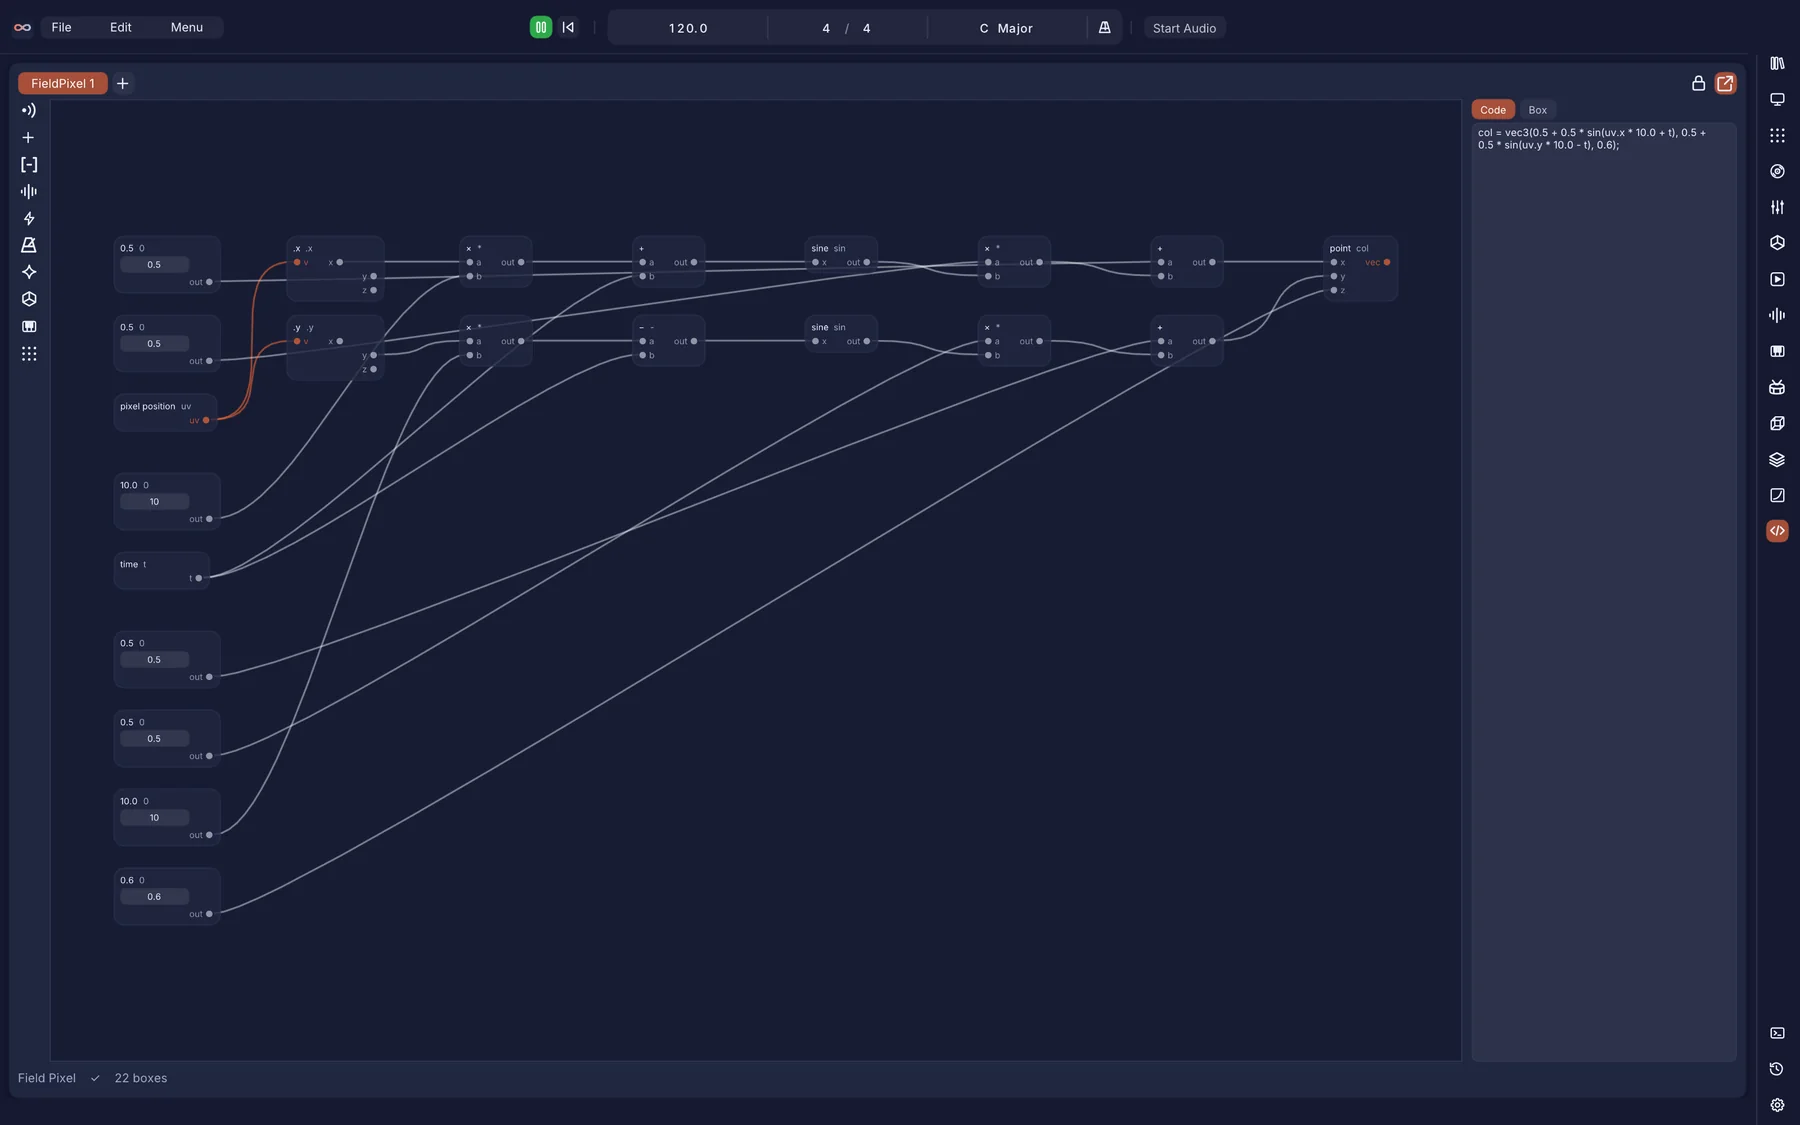 File Edit Menu
120.0 4 / 4 C Major Start Audio
FieldPixel 1
Code Box
col = vec3(0.5 + 0.5 * sin(uv.x * 10.0 + t), 0.5 +
0.5 * sin(uv.y * 10.0 - t), 0.6);
0.5 0
0.5
out
.x .x
v x
y
z
× *
a out
b
+
a out
b
sine sin
x out
× *
a out
b
+
a out
b
point col
x vec
y
z
0.5 0
0.5
out
.y .y
v x
y
z
× *
a out
b
− -
a out
b
sine sin
x out
× *
a out
b
+
a out
b
pixel position uv
uv
10.0 0
10
out
time t
t
0.5 0
0.5
out
0.5 0
0.5
out
10.0 0
10
out
0.6 0
0.6
out
Field Pixel ✓ 22 boxes